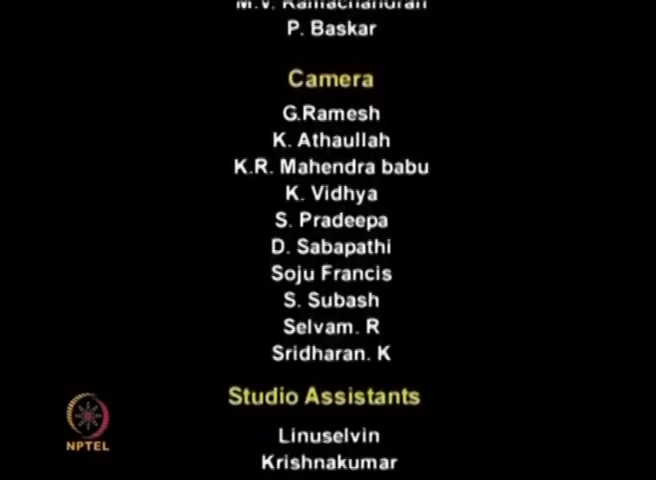 M.V. Ramachandran
P. Baskar
Camera
G.Ramesh
K. Athaullah
K.R. Mahendra babu
K. Vidhya
S. Pradeepa
D. Sabapathi
Soju Francis
S. Subash
Selvam. R
Sridharan. K
Studio Assistants
Linuselvin
Krishnakumar
NPTEL